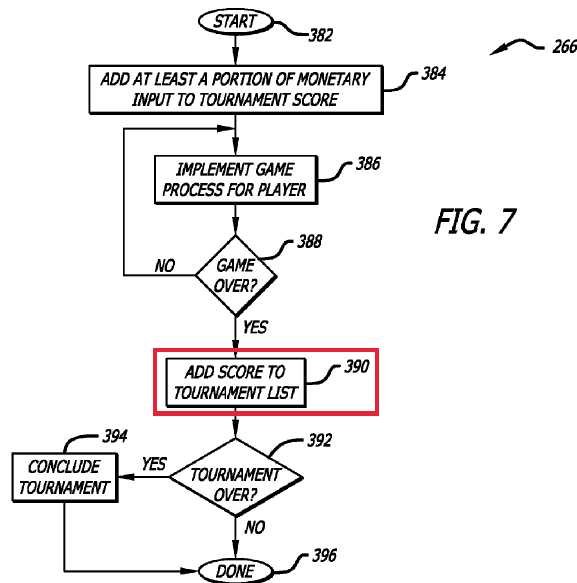 START
382
266
ADD AT LEAST A PORTION OF MONETARY
INPUT TO TOURNAMENT SCORE
384
IMPLEMENT GAME
PROCESS FOR PLAYER
386
FIG. 7
388
GAME
OVER?
NO
YES
ADD SCORE TO
TOURNAMENT LIST
390
394
392
CONCLUDE
TOURNAMENT
YES
TOURNAMENT
OVER?
NO
DONE
396